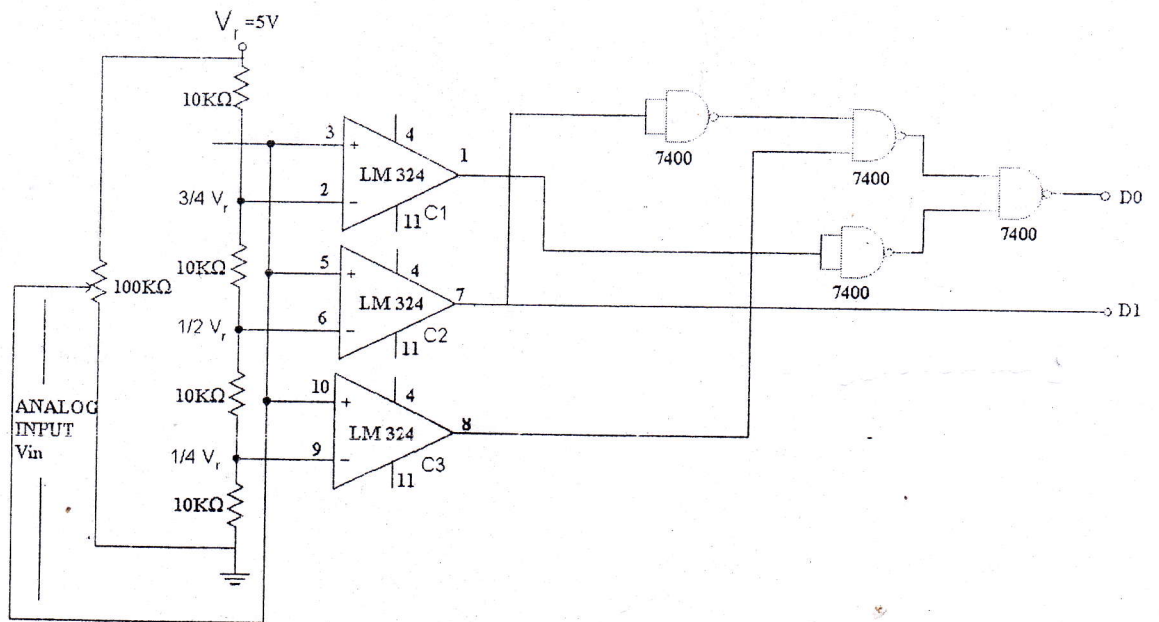 V_r =5V
10KΩ
3
+
4
LM 324
1
2
−
11
C1
3/4 V_r
7400
7400
7400
D0
7400
10KΩ
100KΩ
5
+
4
LM 324
7
6
−
11
C2
1/2 V_r
D1
10KΩ
ANALOG
INPUT
Vin
10
+
4
LM 324
8
9
−
11
C3
1/4 V_r
10KΩ